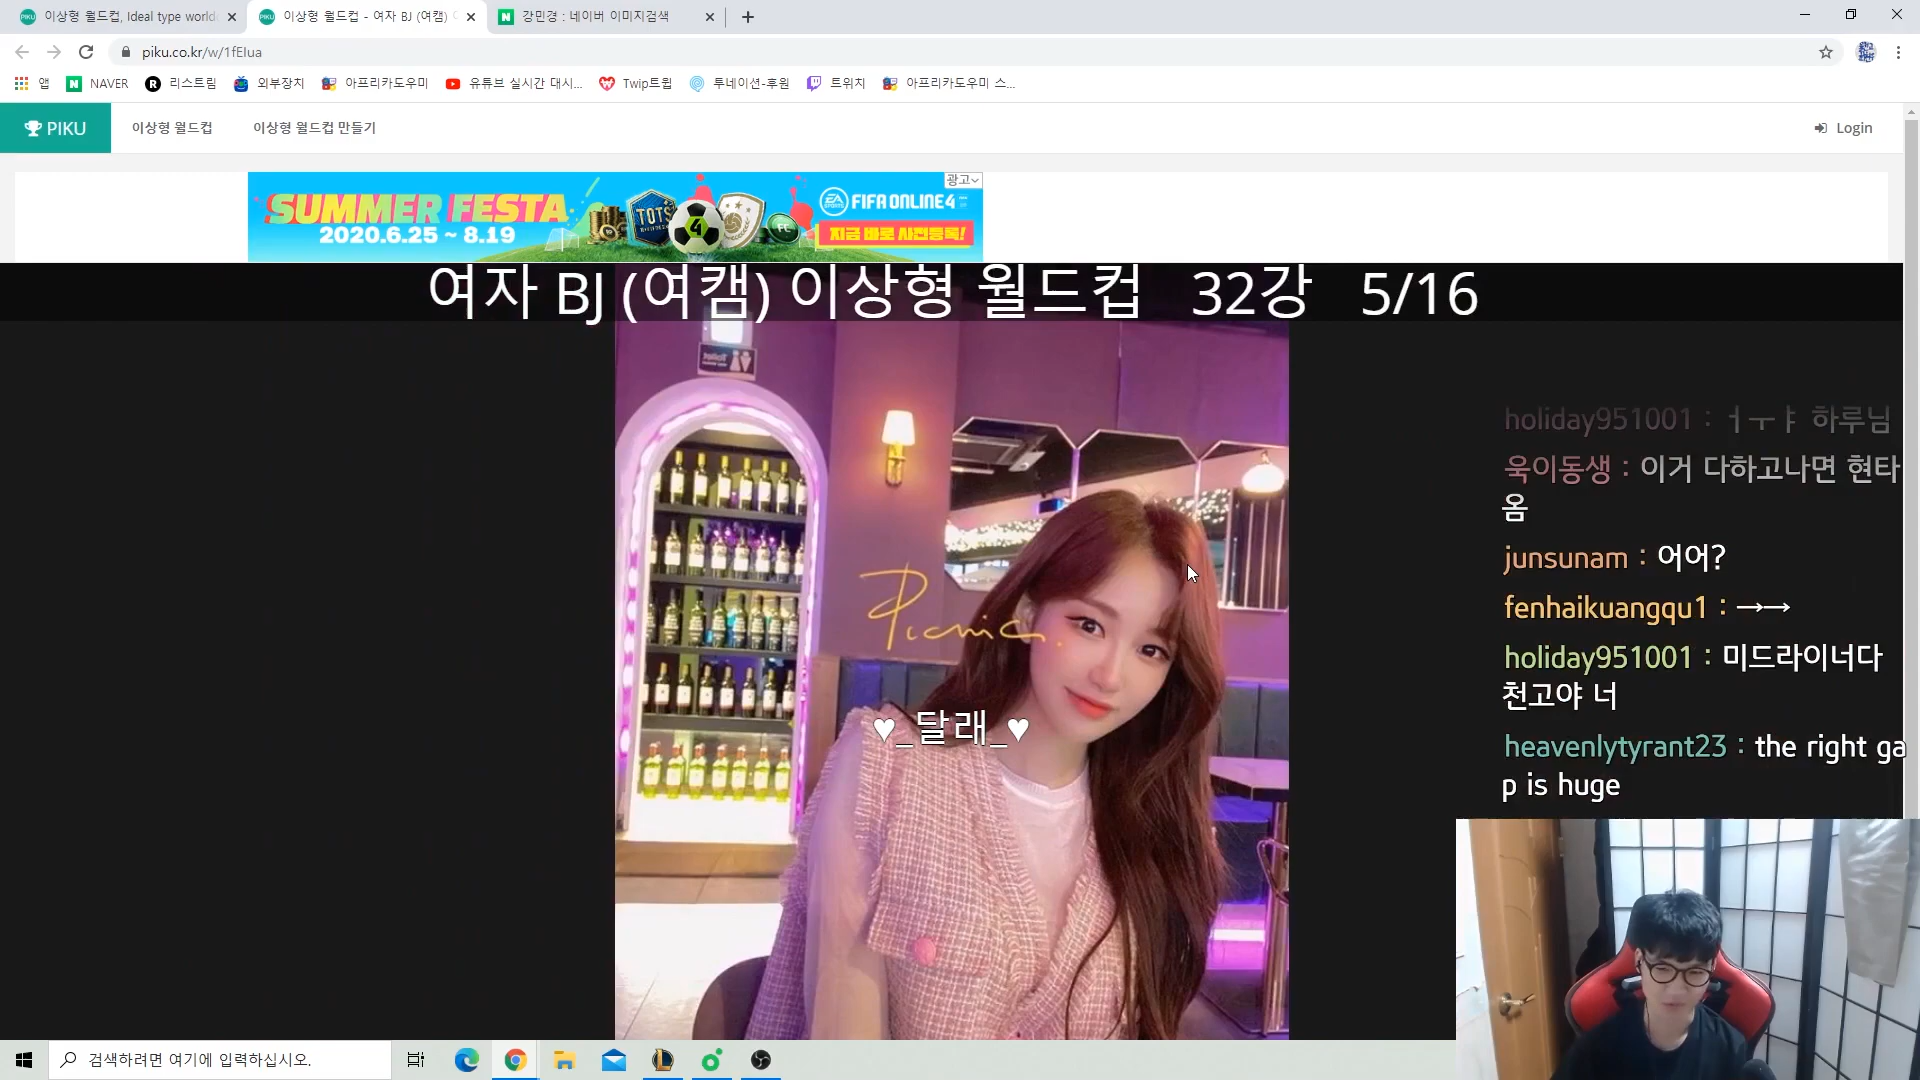 이상형 월드컵, Ideal type world
이상형 월드컵 - 여자 BJ (여캠)
강민경 : 네이버 이미지검색
piku.co.kr/w/1fEIua
앱
NAVER
리스트림
외부장치
아프리카도우미
유튜브 실시간 대시...
Twip트윕
투네이션-후원
트위치
아프리카도우미 스...
PIKU
이상형 월드컵
이상형 월드컵 만들기
Login
SUMMER FESTA
2020.6.25 ~ 8.19
TOTS
4
FC
EA SPORTS
FIFA ONLINE 4
지금 바로 사전등록!
광고
여자 BJ (여캠) 이상형 월드컵 32강 5/16
Picnic.
♥_달래_♥
holiday951001 : ㅕㅜㅑ 하루님
욱이동생 : 이거 다하고나면 현타
옴
junsunam : 어어?
fenhaikuangqu1 : →→
holiday951001 : 미드라이너다
천고야 너
heavenlytyrant23 : the right ga
p is huge
검색하려면 여기에 입력하십시오.